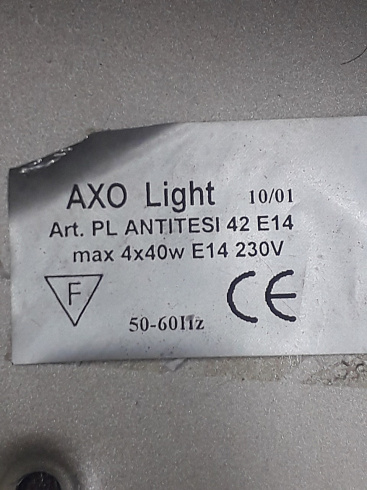 AXO Light 10/01
Art. PL ANTITESI 42 E14
max 4x40w E14 230V
F CE
50-60Hz